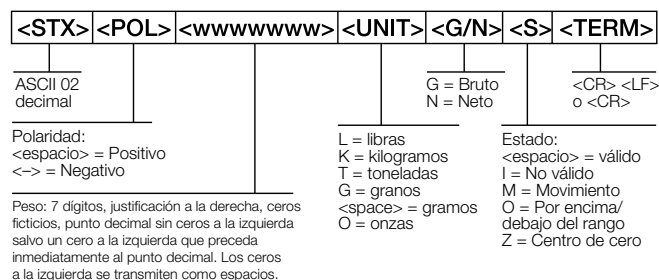 <STX> <POL> <wwwwwww> <UNIT> <G/N> <S> <TERM>
ASCII 02
decimal
G = Bruto
N = Neto
<CR> <LF>
o <CR>
Polaridad:
<espacio> = Positivo
<–> = Negativo
L = libras
K = kilogramos
T = toneladas
G = granos
<space> = gramos
O = onzas
Estado:
<espacio> = válido
I = No válido
M = Movimiento
O = Por encima/
debajo del rango
Z = Centro de cero
Peso: 7 dígitos, justificación a la derecha, ceros
ficticios, punto decimal sin ceros a la izquierda
salvo un cero a la izquierda que preceda
inmediatamente al punto decimal. Los ceros
a la izquierda se transmiten como espacios.